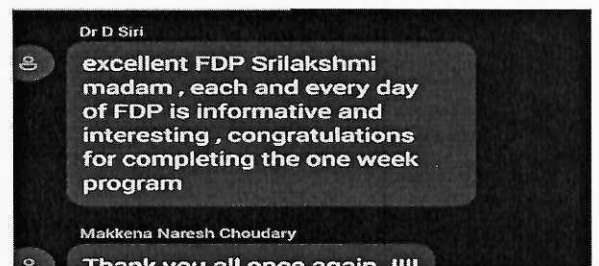 Dr D Siri
excellent FDP Srilakshmi
madam , each and every day
of FDP is informative and
interesting , congratulations
for completing the one week
program
Makkena Naresh Choudary
Thank you all once again..!!!!